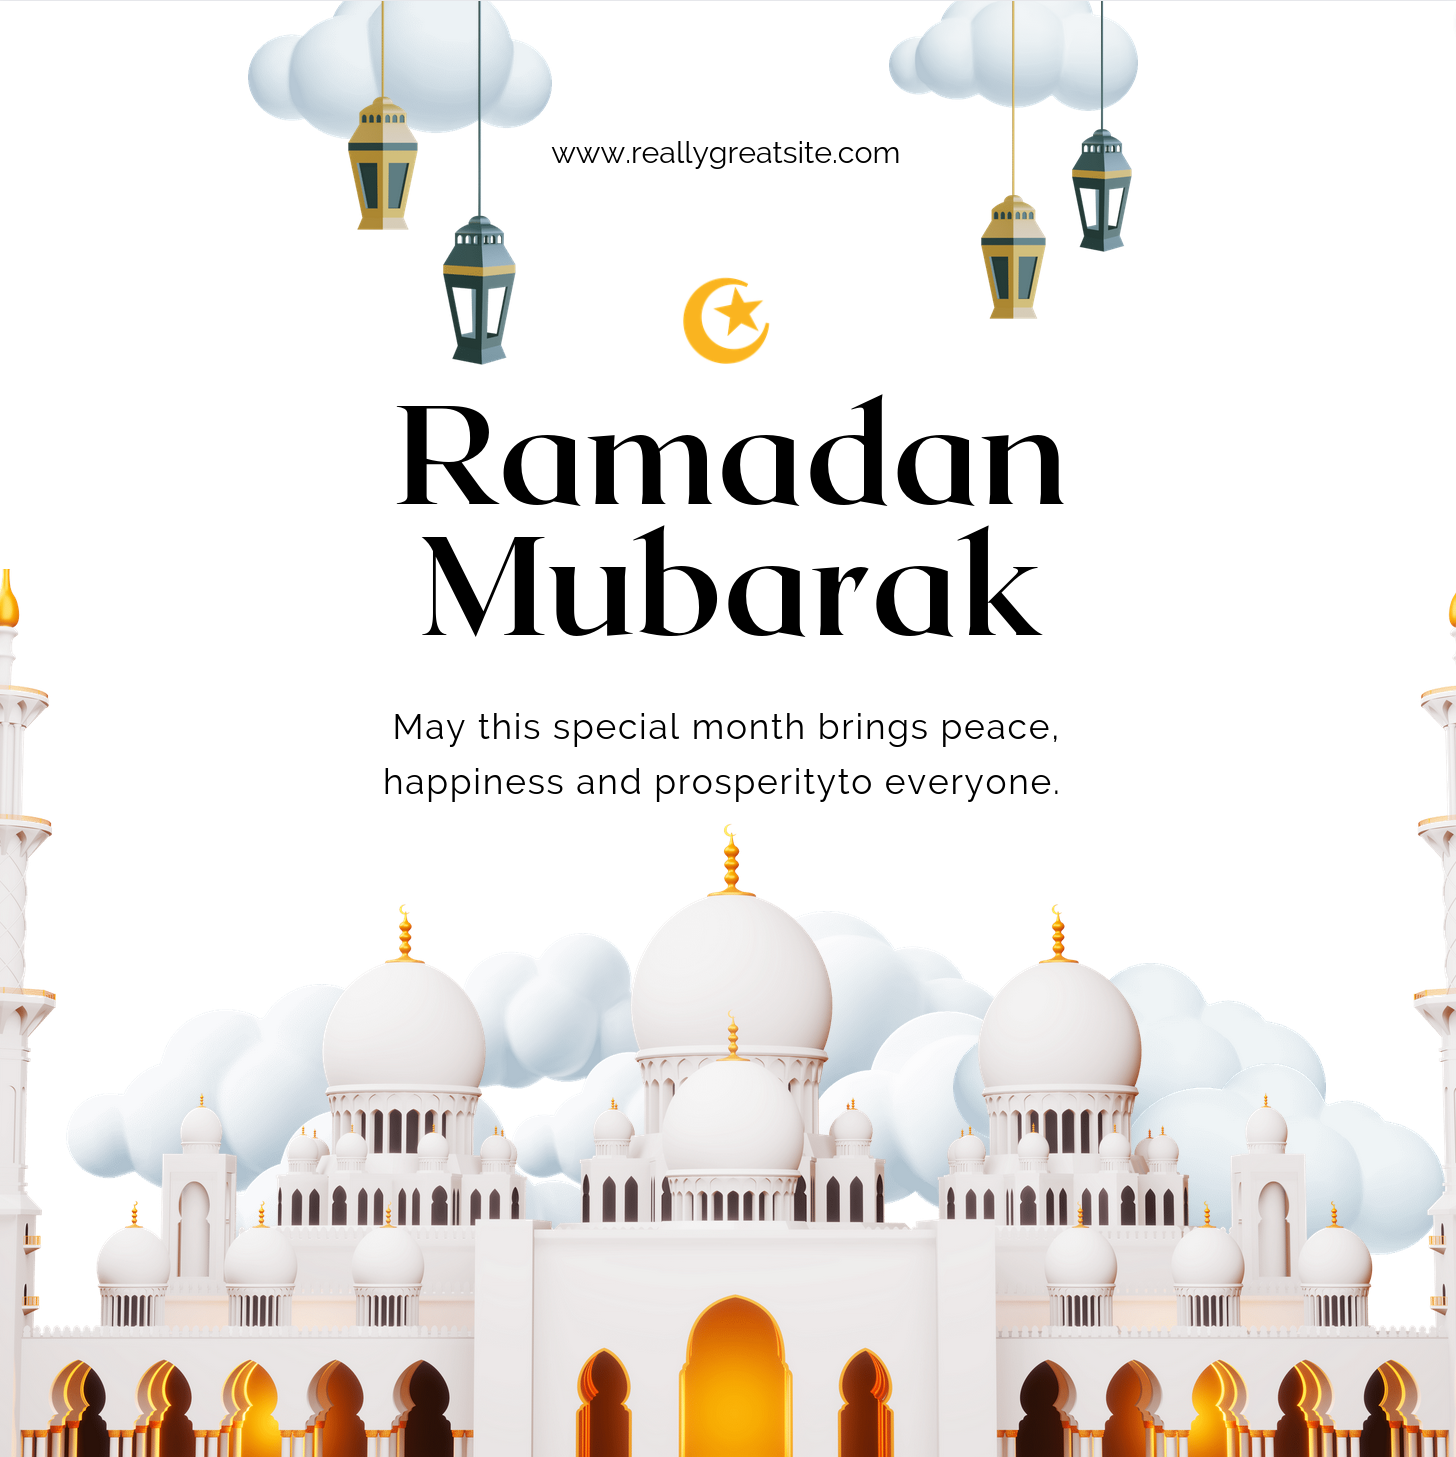 www.reallygreatsite.com
Ramadan
Mubarak
May this special month brings peace,
happiness and prosperityto everyone.